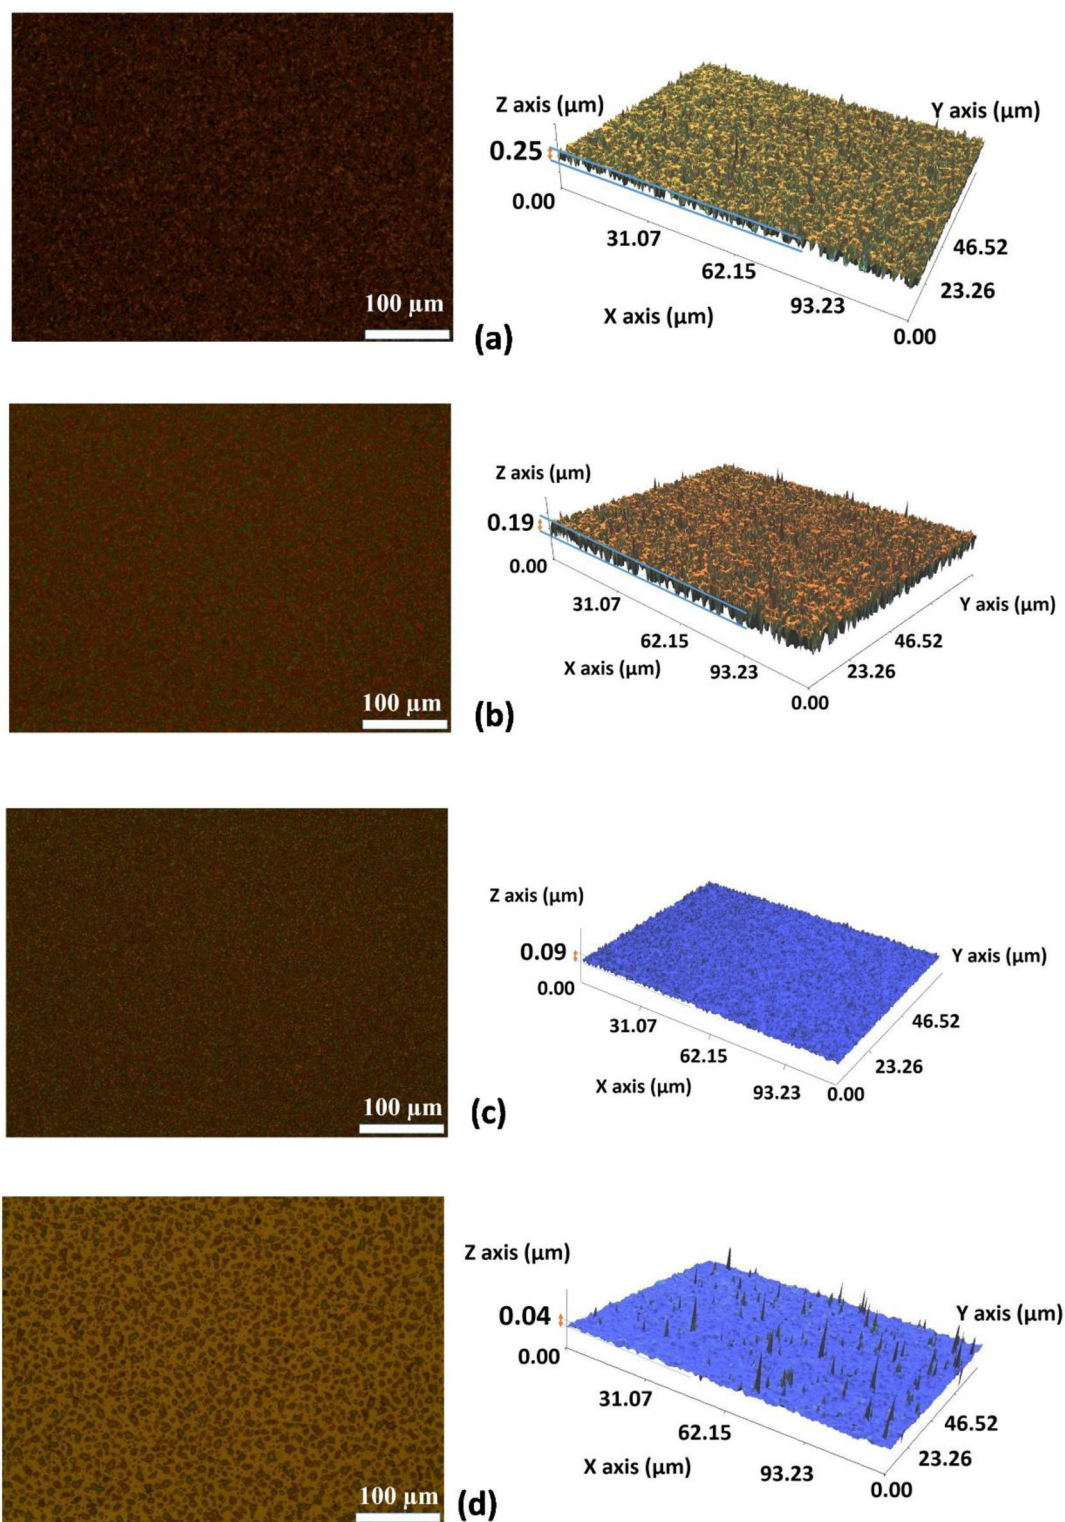 Z axis (μm)
Y axis (μm)
0.25
0.00
31.07
46.52
62.15
23.26
100 μm
X axis (μm)
93.23
0.00
(a)
Z axis (μm)
0.19
0.00
31.07
Y axis (μm)
62.15
46.52
X axis (μm)
93.23
23.26
100 μm
0.00
(b)
Z axis (μm)
0.09
Y axis (μm)
0.00
31.07
46.52
62.15
23.26
X axis (μm)
93.23
0.00
100 μm
(c)
Z axis (μm)
0.04
Y axis (μm)
0.00
31.07
46.52
62.15
23.26
X axis (μm)
93.23
0.00
100 μm
(d)